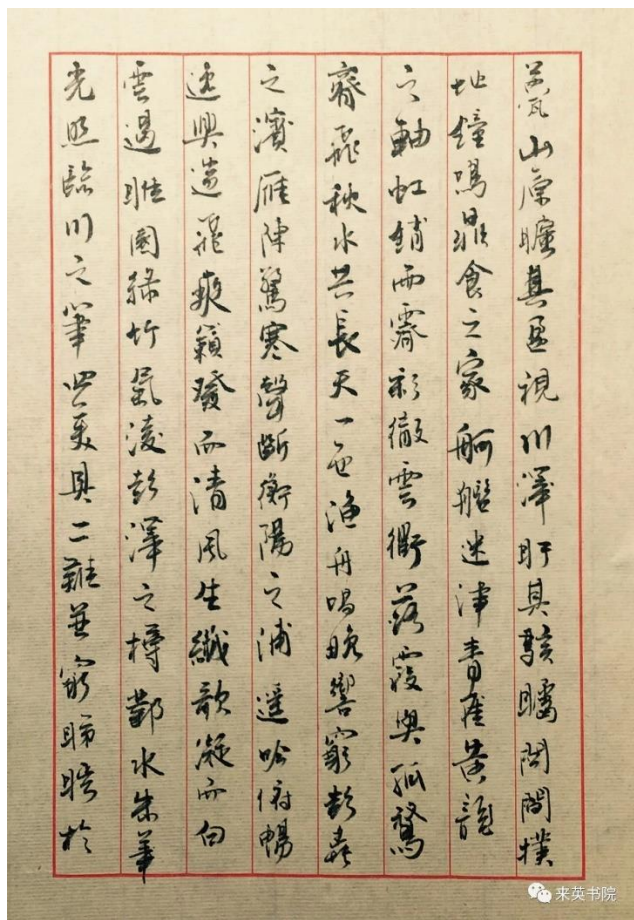 甍山原曠其盈視川澤盱其駭矚閭閻撲
地鐘鳴鼎食之家舸艦迷津青雀黃龍
之軸虹銷雨霽彩徹雲衢落霞與孤鶩
齊飛秋水共長天一色漁舟唱晚響窮彭蠡
之濱雁陣驚寒聲斷衡陽之浦遙吟俯暢
逸興遄飛爽籟發而清風生纖歌凝而白
雲遏睢園綠竹氣凌彭澤之樽鄴水朱華
光照臨川之筆四美具二難並窮睇眄於
来英书院